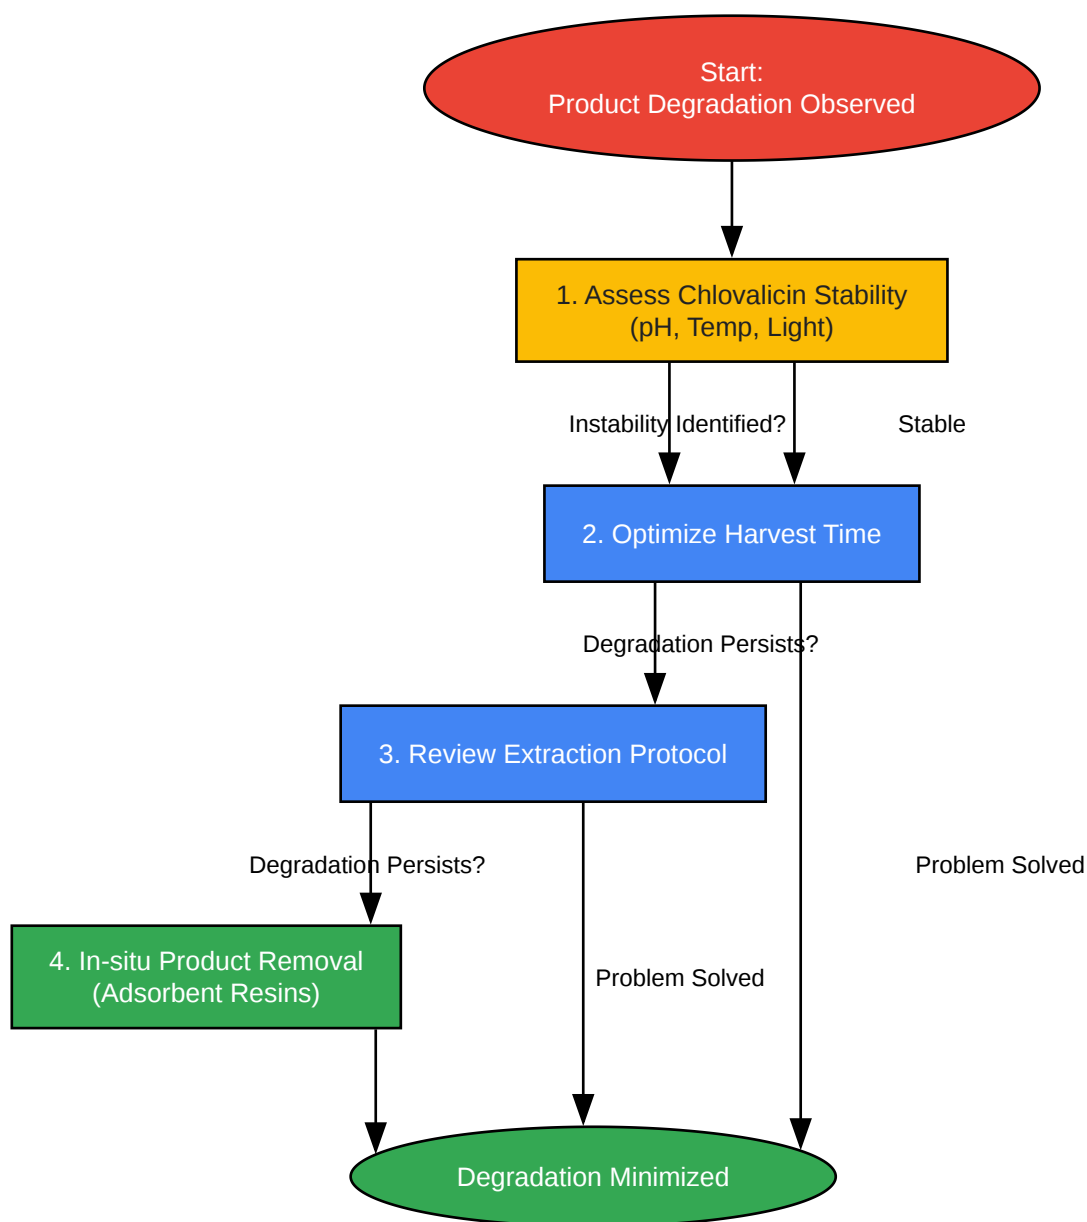 Start:
Product Degradation Observed
1. Assess Chlovalicin Stability
(pH, Temp, Light)
Instability Identified?
Stable
2. Optimize Harvest Time
Degradation Persists?
3. Review Extraction Protocol
Degradation Persists?
Problem Solved
4. In-situ Product Removal
(Adsorbent Resins)
Problem Solved
Degradation Minimized